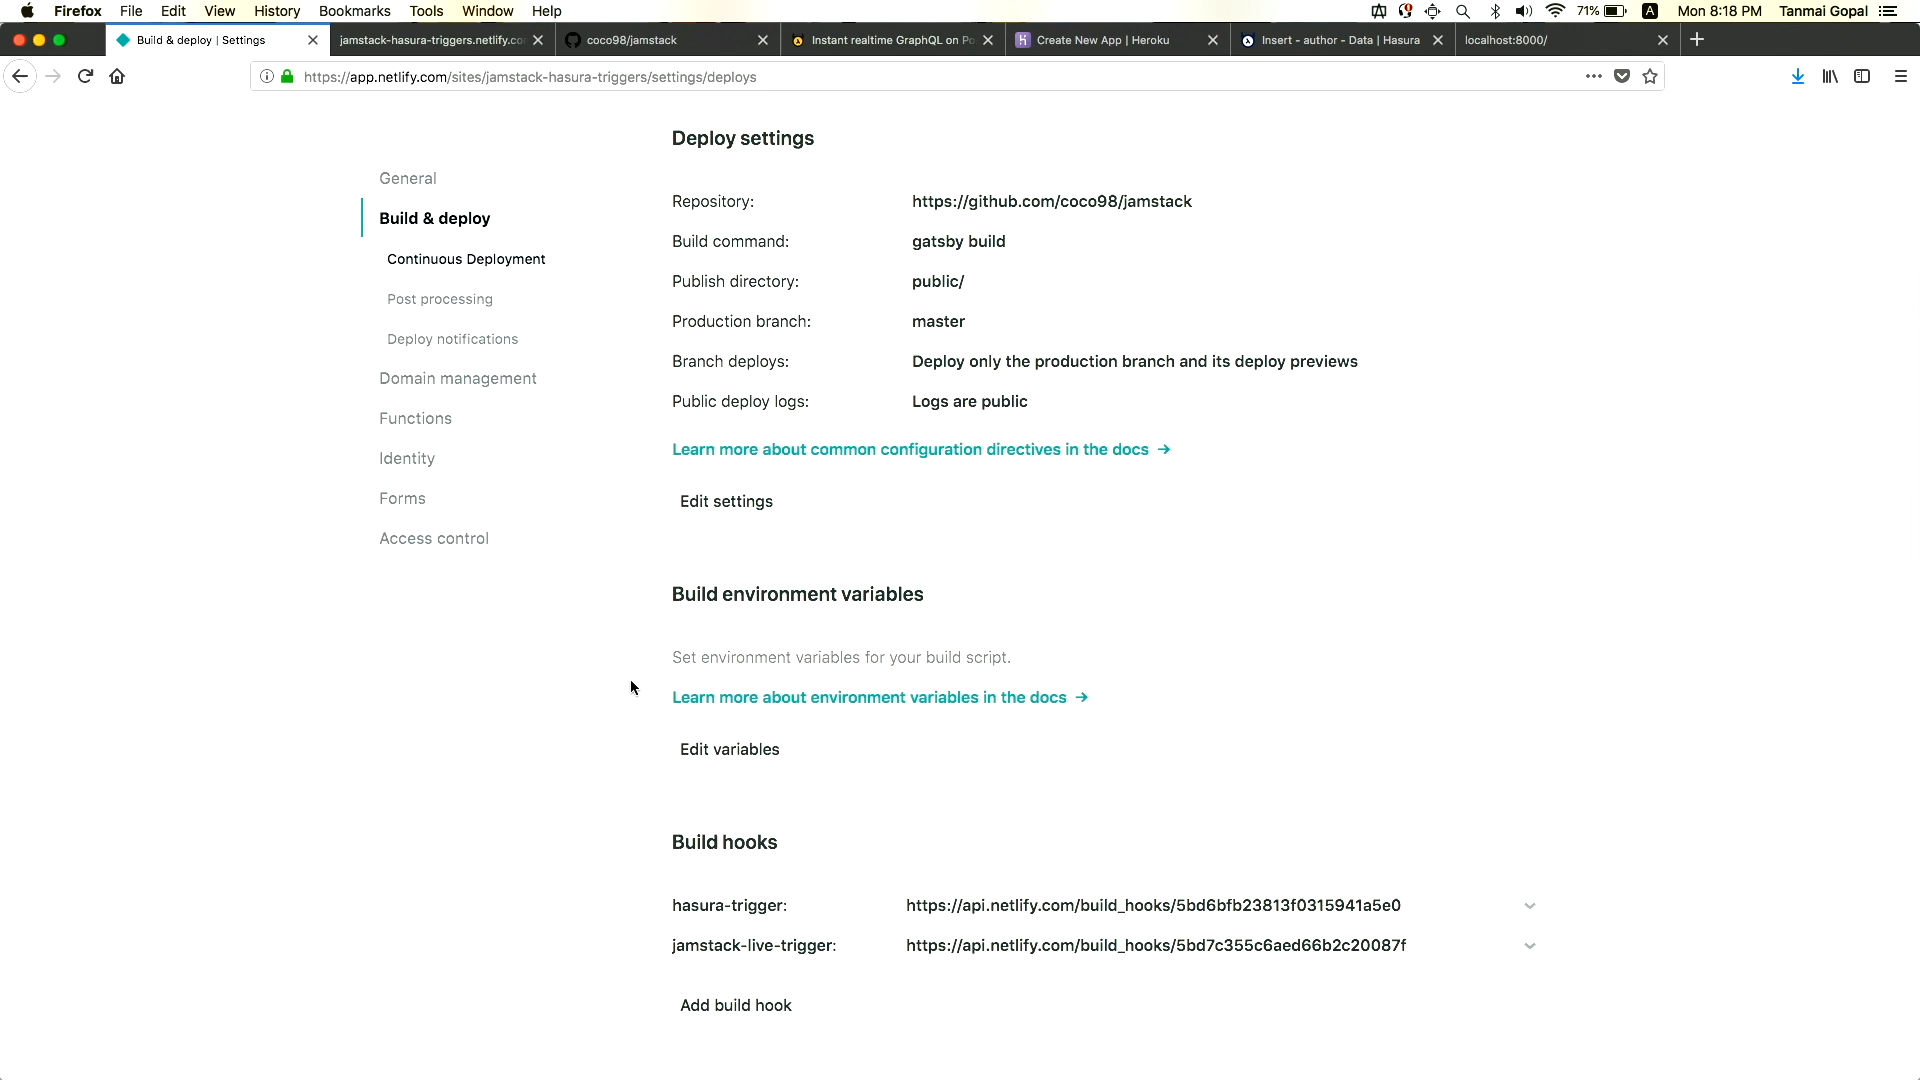 Firefox File Edit View History Bookmarks Tools Window Help 71% A Mon 8:18 PM Tanmai Gopal
Build & deploy | Settings jamstack-hasura-triggers.netlify.co coco98/jamstack Instant realtime GraphQL on Po Create New App | Heroku Insert - author - Data | Hasura localhost:8000/
https://app.netlify.com/sites/jamstack-hasura-triggers/settings/deploys
General
Build & deploy
Continuous Deployment
Post processing
Deploy notifications
Domain management
Functions
Identity
Forms
Access control
Deploy settings
Repository: https://github.com/coco98/jamstack
Build command: gatsby build
Publish directory: public/
Production branch: master
Branch deploys: Deploy only the production branch and its deploy previews
Public deploy logs: Logs are public
Learn more about common configuration directives in the docs →
Edit settings
Build environment variables
Set environment variables for your build script.
Learn more about environment variables in the docs →
Edit variables
Build hooks
hasura-trigger: https://api.netlify.com/build_hooks/5bd6bfb23813f0315941a5e0
jamstack-live-trigger: https://api.netlify.com/build_hooks/5bd7c355c6aed66b2c20087f
Add build hook